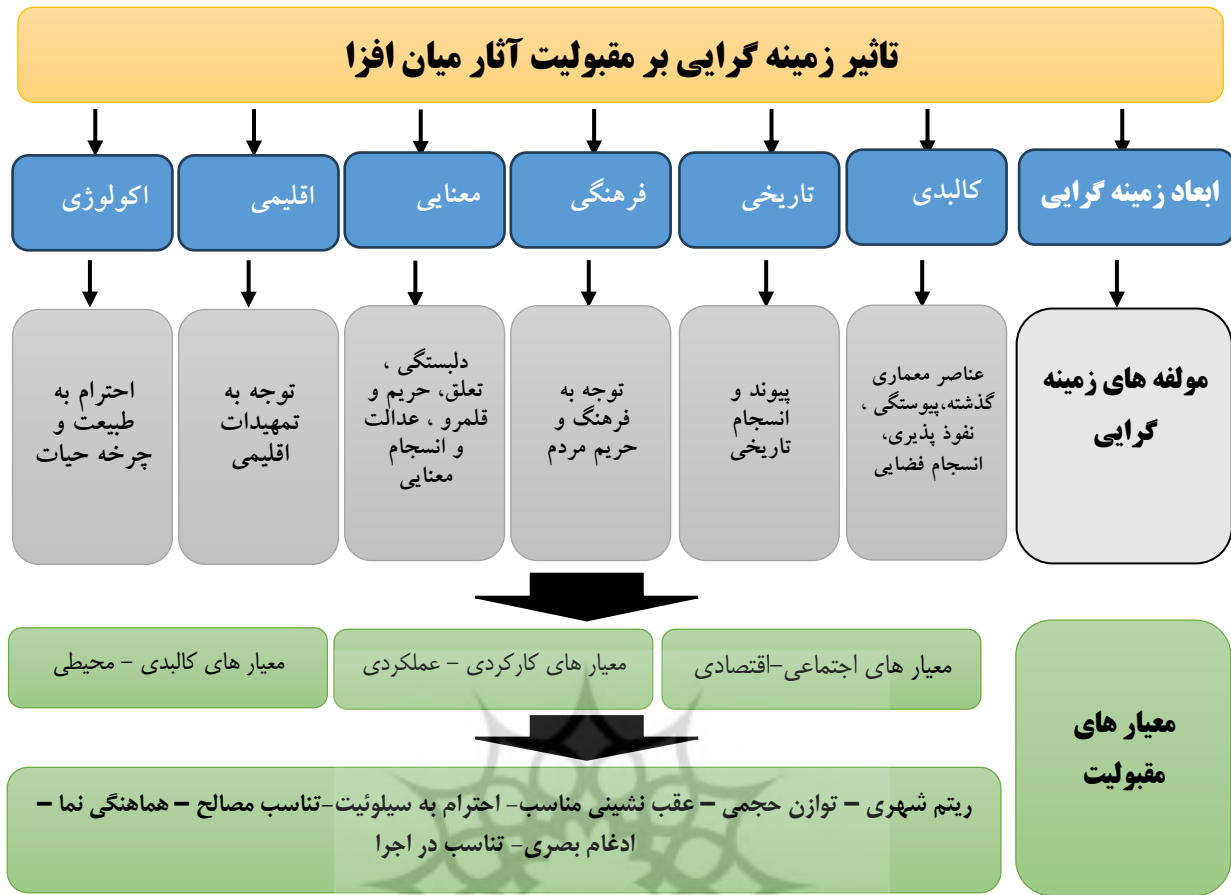 تاثیر زمینه گرایی بر مقبولیت آثار میان افزا
ابعاد زمینه گرایی
کالبدی
تاریخی
فرهنگی
معنایی
اقلیمی
اکولوژی
مولفه های زمینه
گرایی
عناصر معماری
گذشته،پیوستگی ،
نفوذ پذیری،
انسجام فضایی
پیوند و
انسجام
تاریخی
توجه به
فرهنگ و
حریم مردم
دلبستگی ،
تعلق، حریم و
قلمرو ، عدالت
و انسجام
معنایی
توجه به
تمهیدات
اقلیمی
احترام به
طبیعت و
چرخه حیات
معیار های
مقبولیت
معیار های اجتماعی-اقتصادی
معیار های کارکردی - عملکردی
معیار های کالبدی - محیطی
ریتم شهری – توازن حجمی – عقب نشینی مناسب- احترام به سیلوئیت-تناسب مصالح – هماهنگی نما –
ادغام بصری- تناسب در اجرا